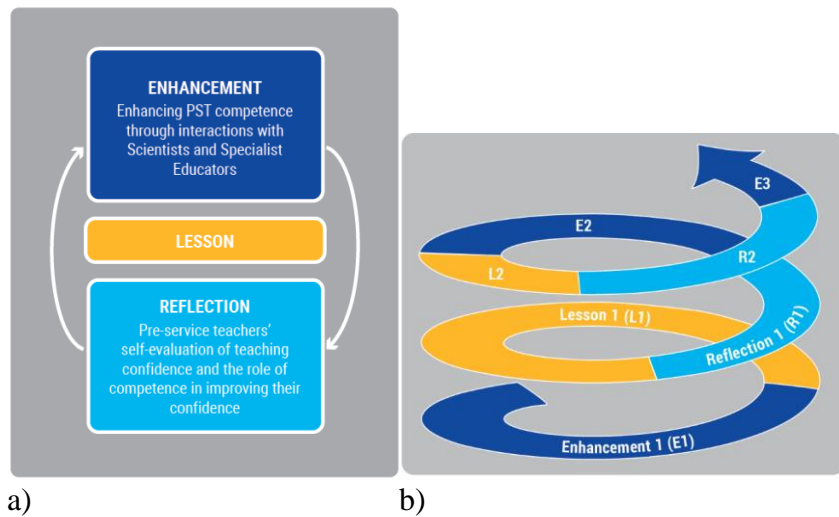 ENHANCEMENT
Enhancing PST competence
through interactions with
Scientists and Specialist
Educators
LESSON
REFLECTION
Pre-service teachers'
self-evaluation of teaching
confidence and the role of
competence in improving their
confidence
a)
E3
E2
R2
L2
Lesson 1 (L1)
Reflection 1 (R1)
Enhancement 1 (E1)
b)